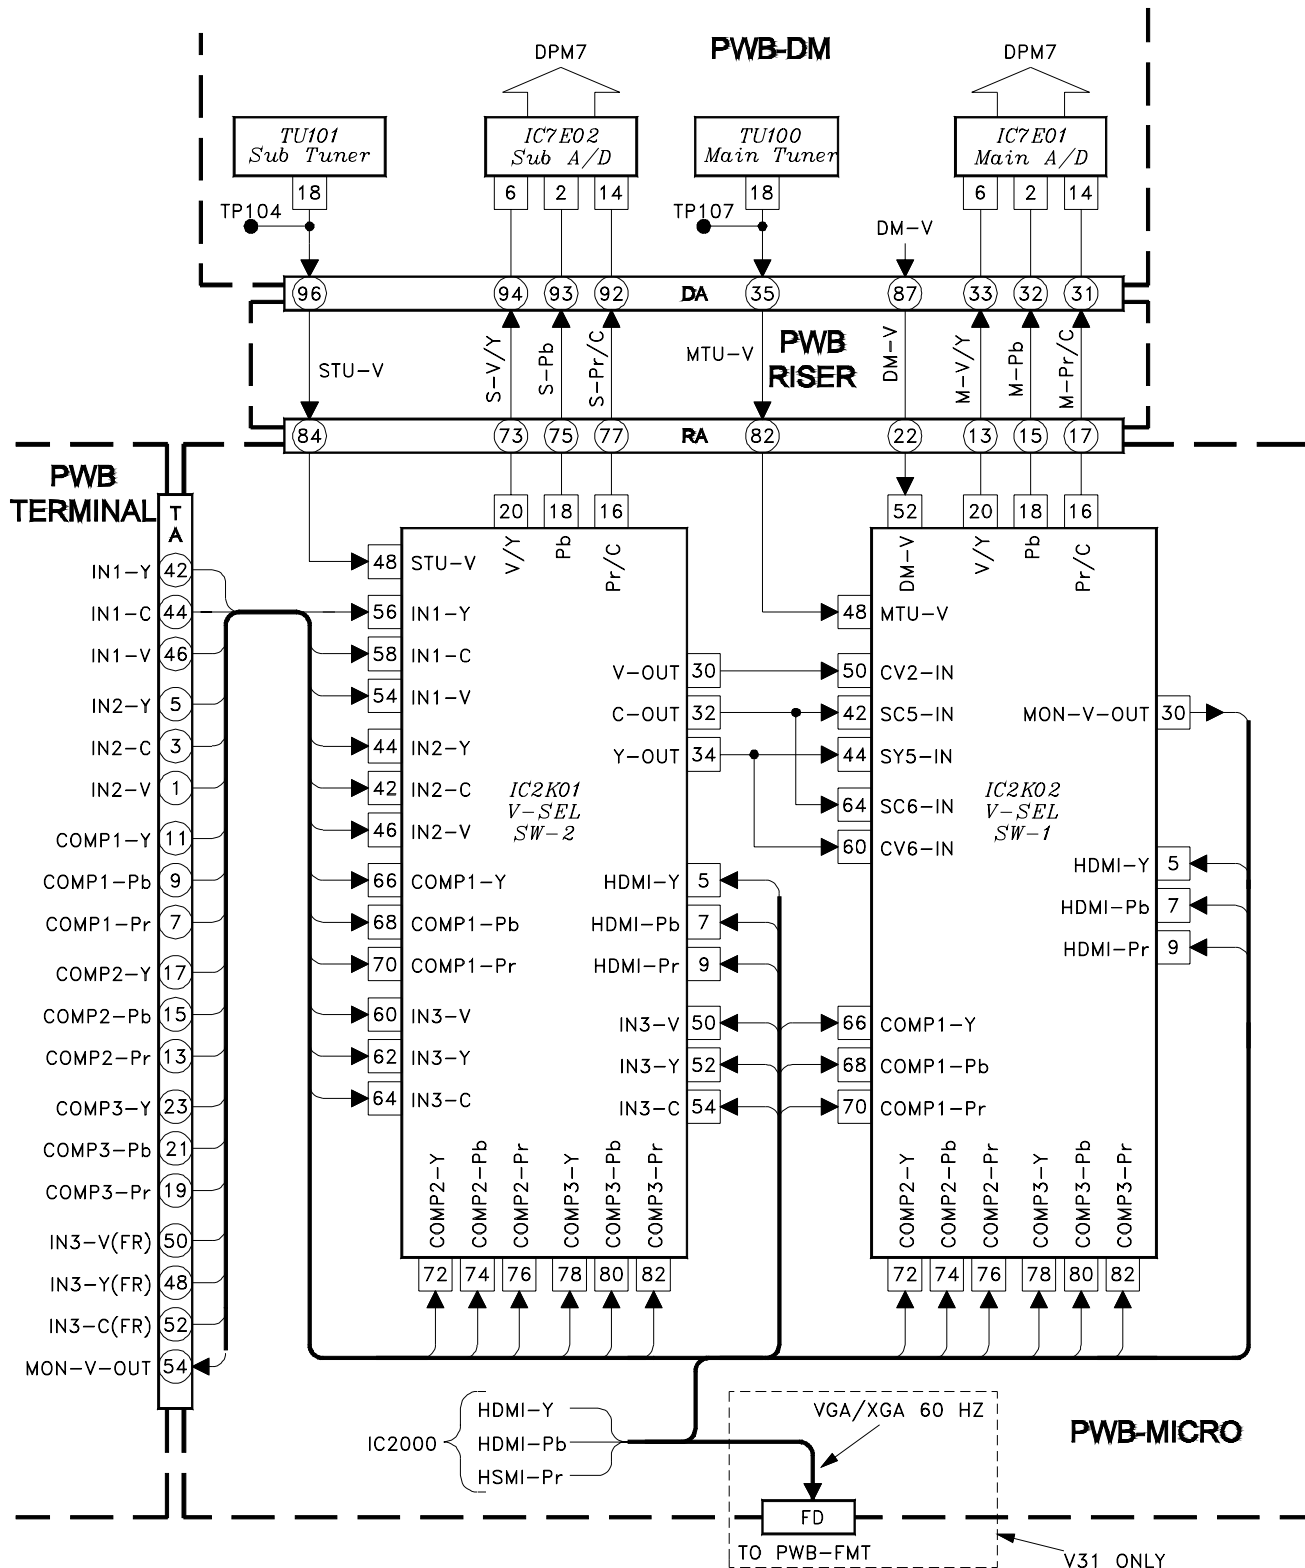 DPM7
PWB-DM
DPM7
TU101
Sub Tuner
IC7E02
Sub A/D
TU100
Main Tuner
IC7E01
Main A/D
18
6
2
14
18
6
2
14
TP104
TP107
DM-V
96
94
93
92
DA
35
87
33
32
31
STU-V
S-V/Y
S-Pb
S-Pr/C
MTU-V
PWB
RISER
DM-V
M-V/Y
M-Pb
M-Pr/C
84
73
75
77
RA
82
22
13
15
17
PWB
TERMINAL
T
A
20
18
16
52
20
18
16
V/Y
Pb
Pr/C
DM-V
V/Y
Pb
Pr/C
IN1-Y 42
IN1-C 44
IN1-V 46
IN2-Y 5
IN2-C 3
IN2-V 1
COMP1-Y 11
COMP1-Pb 9
COMP1-Pr 7
COMP2-Y 17
COMP2-Pb 15
COMP2-Pr 13
COMP3-Y 23
COMP3-Pb 21
COMP3-Pr 19
IN3-V(FR) 50
IN3-Y(FR) 48
IN3-C(FR) 52
MON-V-OUT 54
48 STU-V
56 IN1-Y
58 IN1-C
54 IN1-V
44 IN2-Y
42 IN2-C
46 IN2-V
66 COMP1-Y
68 COMP1-Pb
70 COMP1-Pr
60 IN3-V
62 IN3-Y
64 IN3-C
IC2K01
V-SEL
SW-2
V-OUT 30
C-OUT 32
Y-OUT 34
HDMI-Y 5
HDMI-Pb 7
HDMI-Pr 9
IN3-V 50
IN3-Y 52
IN3-C 54
COMP2-Y
COMP2-Pb
COMP2-Pr
COMP3-Y
COMP3-Pb
COMP3-Pr
72
74
76
78
80
82
48 MTU-V
50 CV2-IN
42 SC5-IN
44 SY5-IN
64 SC6-IN
60 CV6-IN
66 COMP1-Y
68 COMP1-Pb
70 COMP1-Pr
IC2K02
V-SEL
SW-1
MON-V-OUT 30
HDMI-Y 5
HDMI-Pb 7
HDMI-Pr 9
COMP2-Y
COMP2-Pb
COMP2-Pr
COMP3-Y
COMP3-Pb
COMP3-Pr
72
74
76
78
80
82
IC2000
HDMI-Y
HDMI-Pb
HSMI-Pr
VGA/XGA 60 HZ
PWB-MICRO
FD
TO PWB-FMT
V31 ONLY